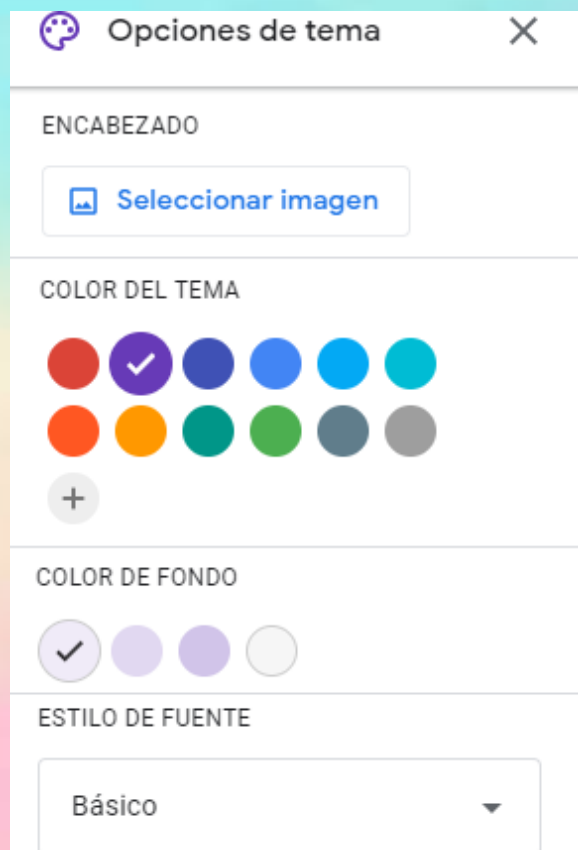 Opciones de tema
ENCABEZADO
Seleccionar imagen
COLOR DEL TEMA
COLOR DE FONDO
ESTILO DE FUENTE
Básico